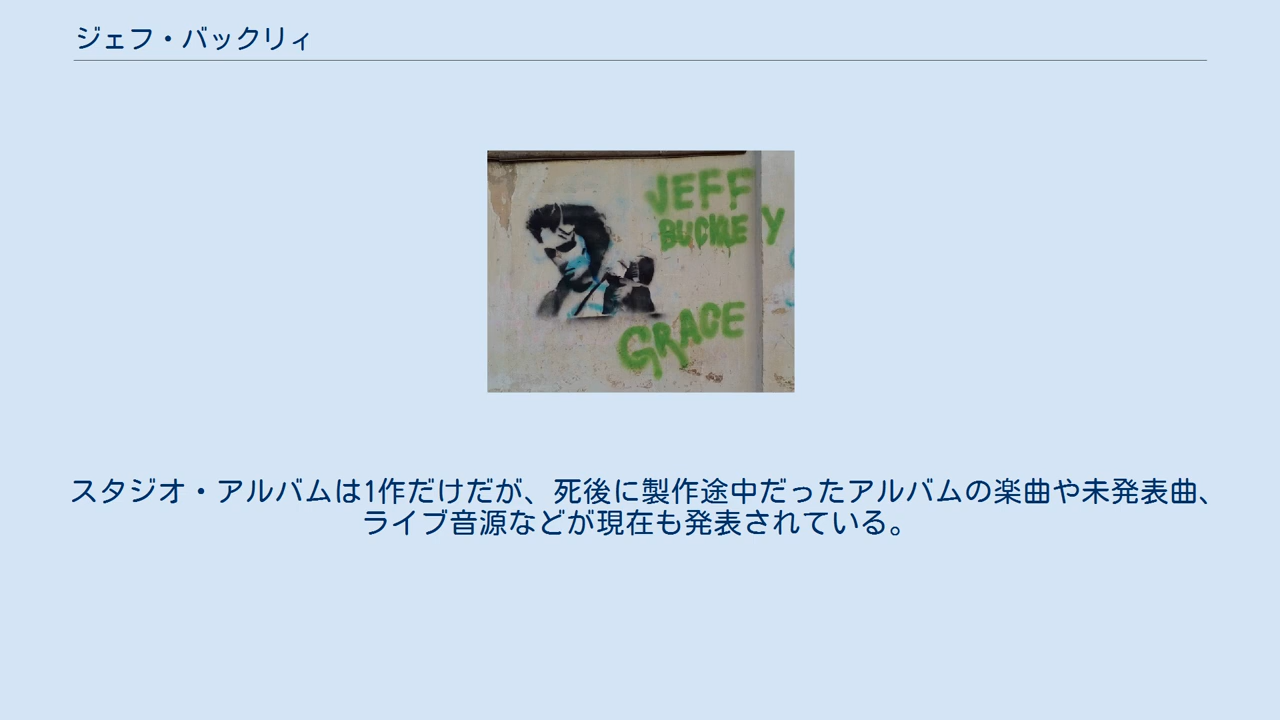 ジェフ・バックリィ
JEFF
BUCKLEY
GRACE
スタジオ・アルバムは1作だけだが、死後に製作途中だったアルバムの楽曲や未発表曲、
ライブ音源などが現在も発表されている。